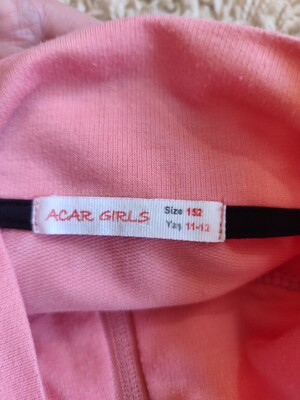 ACAR GIRLS
Size 152
Yaş 11-12